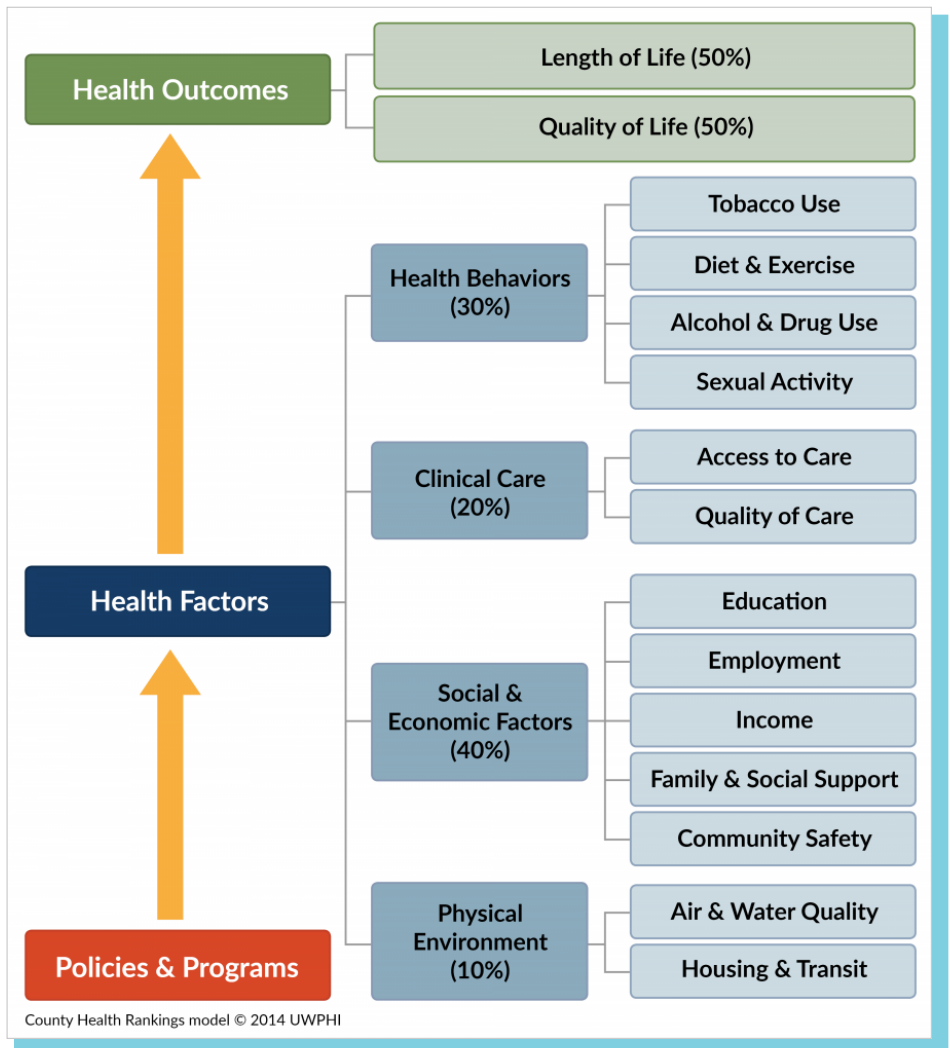 Health Outcomes
Length of Life (50%)
Quality of Life (50%)
Health Factors
Health Behaviors
(30%)
Tobacco Use
Diet & Exercise
Alcohol & Drug Use
Sexual Activity
Clinical Care
(20%)
Access to Care
Quality of Care
Social &
Economic Factors
(40%)
Education
Employment
Income
Family & Social Support
Community Safety
Physical
Environment
(10%)
Air & Water Quality
Housing & Transit
Policies & Programs
County Health Rankings model © 2014 UWPHI